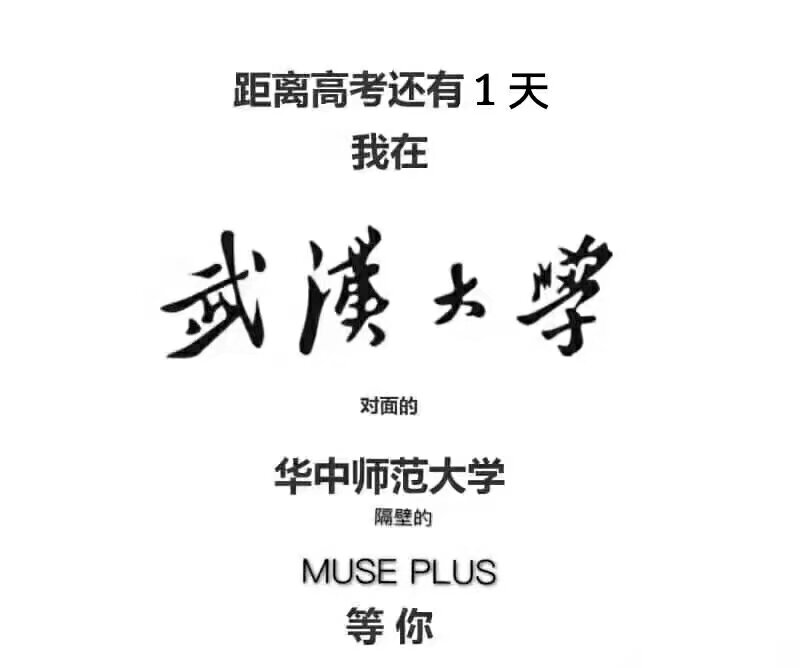 距离高考还有1天
我在
武漢大學
对面的
华中师范大学
隔壁的
MUSE PLUS
等你